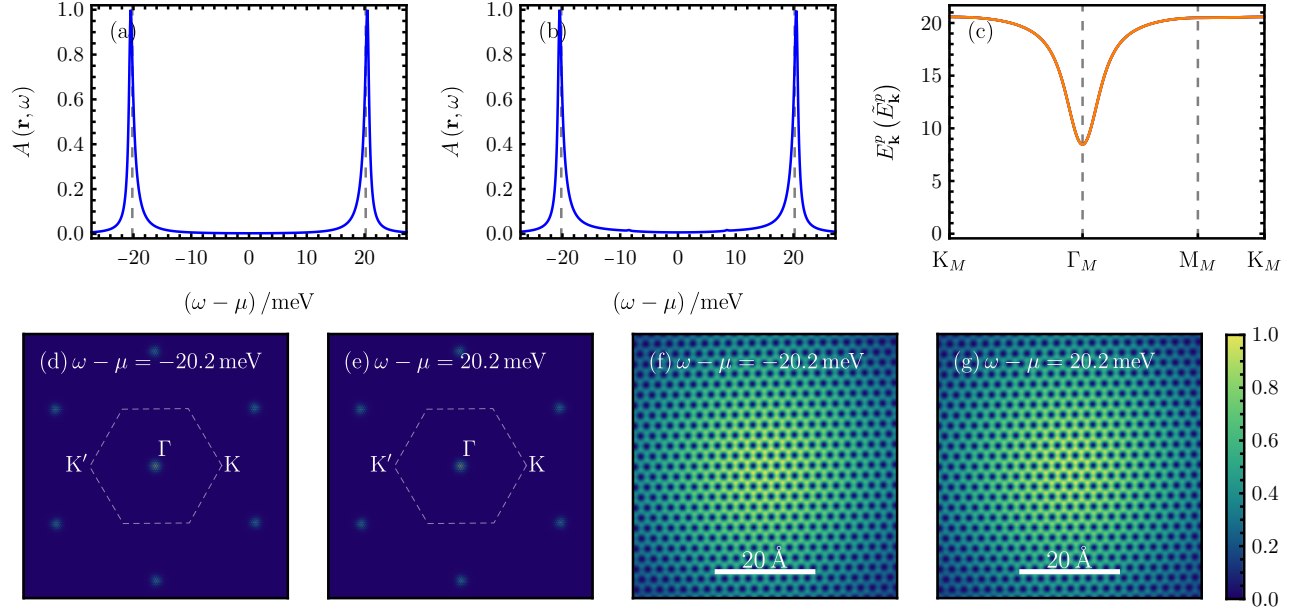 (a)
A (r, ω)
1.0
0.8
0.6
0.4
0.2
0.0
−20 −10 0 10 20
(ω − μ) /meV
(b)
A (r, ω)
1.0
0.8
0.6
0.4
0.2
0.0
−20 −10 0 10 20
(ω − μ) /meV
(c)
E^p_k (Ẽ^p_k)
20
15
10
5
0
K_M Γ_M M_M K_M
(d) ω − μ = −20.2 meV
K′ Γ K
(e) ω − μ = 20.2 meV
K′ Γ K
(f) ω − μ = −20.2 meV
20 Å
(g) ω − μ = 20.2 meV
20 Å
1.0
0.8
0.6
0.4
0.2
0.0